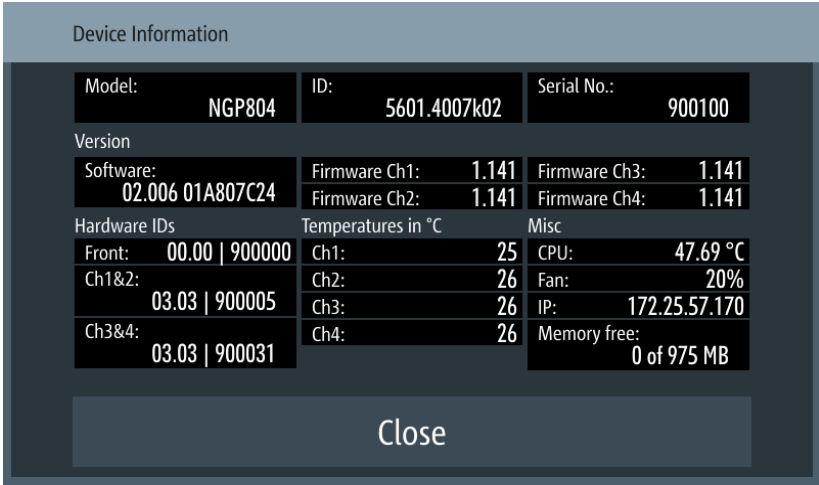 Device Information
Model:
NGP804
ID:
5601.4007k02
Serial No.:
900100
Version
Software:
02.006 01A807C24
Firmware Ch1: 1.141
Firmware Ch2: 1.141
Firmware Ch3: 1.141
Firmware Ch4: 1.141
Hardware IDs
Front: 00.00 | 900000
Ch1&2:
03.03 | 900005
Ch3&4:
03.03 | 900031
Temperatures in °C
Ch1: 25
Ch2: 26
Ch3: 26
Ch4: 26
Misc
CPU: 47.69 °C
Fan: 20%
IP: 172.25.57.170
Memory free:
0 of 975 MB
Close